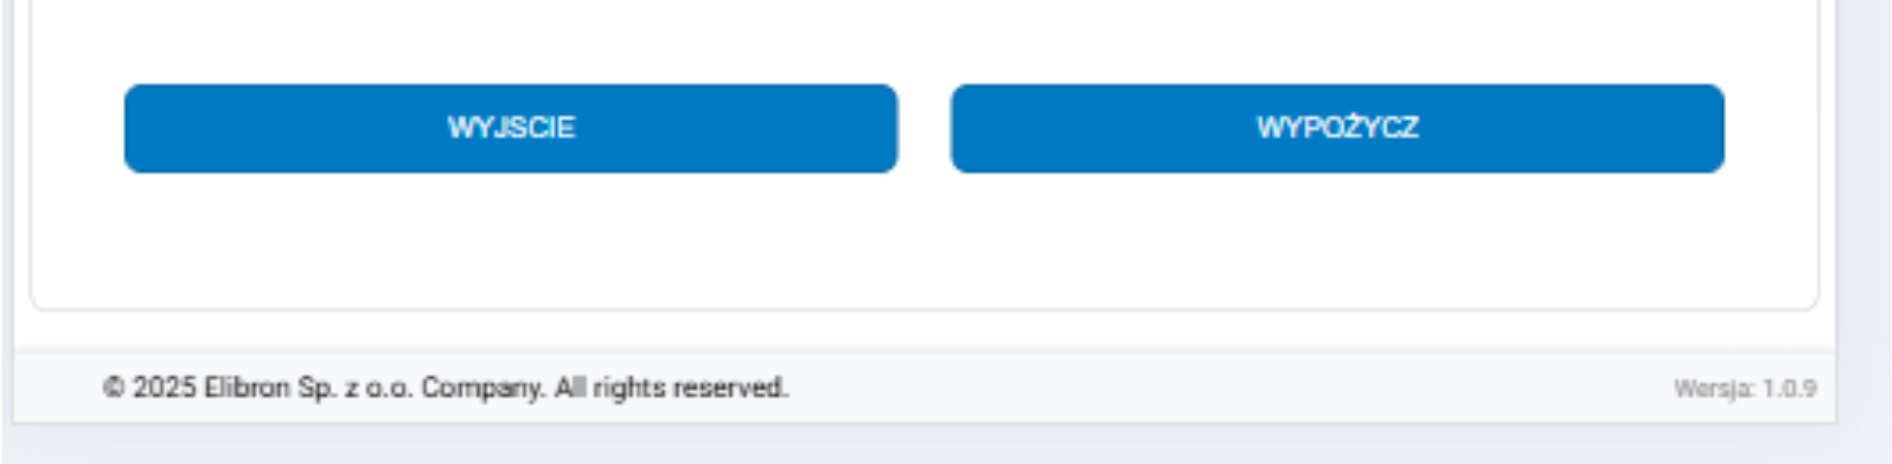 WYJSCIE WYPOŻYCZ
© 2025 Elibron Sp. z o.o. Company. All rights reserved. Wersja: 1.0.9